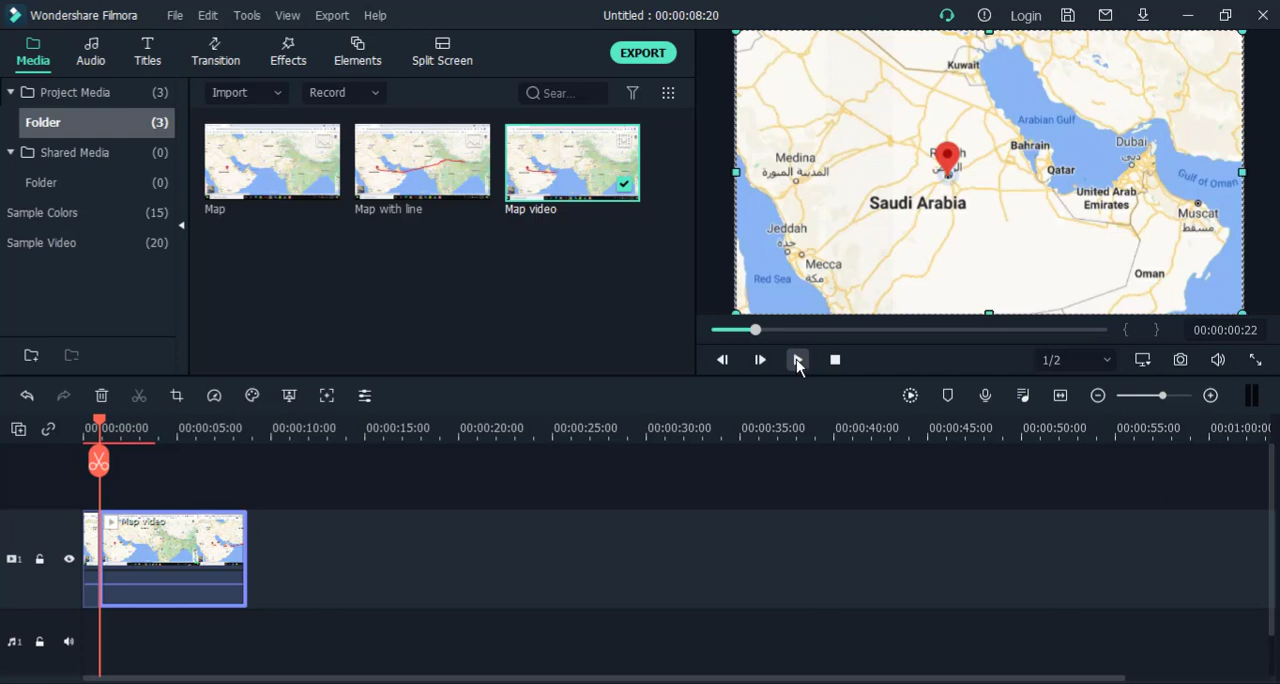 Wondershare Filmora File Edit Tools View Export Help Untitled : 00:00:08:20 Login
Media Audio Titles Transition Effects Elements Split Screen EXPORT
Project Media (3)
Folder (3)
Shared Media (0)
Folder (0)
Sample Colors (15)
Sample Video (20)
Import Record Sear...
Map Map with line Map video
Kuwait
Arabian Gulf
Medina
المدينة المنورة
الرياض
Bahrain
Dubai
دبي
Qatar
Gulf of Oman
United Arab
Emirates
Saudi Arabia
Muscat
مسقط
Jeddah
جدة
Mecca
مكة
Red Sea
Oman
00:00:00:22
1/2
00:00:00:00 00:00:05:00 00:00:10:00 00:00:15:00 00:00:20:00 00:00:25:00 00:00:30:00 00:00:35:00 00:00:40:00 00:00:45:00 00:00:50:00 00:00:55:00 00:01:00:0
Map video
1
1